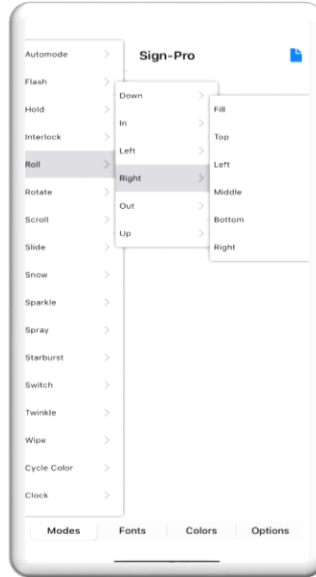 Sign-Pro
Automode
Flash
Hold
Interlock
Roll
Rotate
Scroll
Slide
Snow
Sparkle
Spray
Starburst
Switch
Twinkle
Wipe
Cycle Color
Clock
Down
In
Left
Right
Out
Up
Fill
Top
Left
Middle
Bottom
Right
Modes Fonts Colors Options